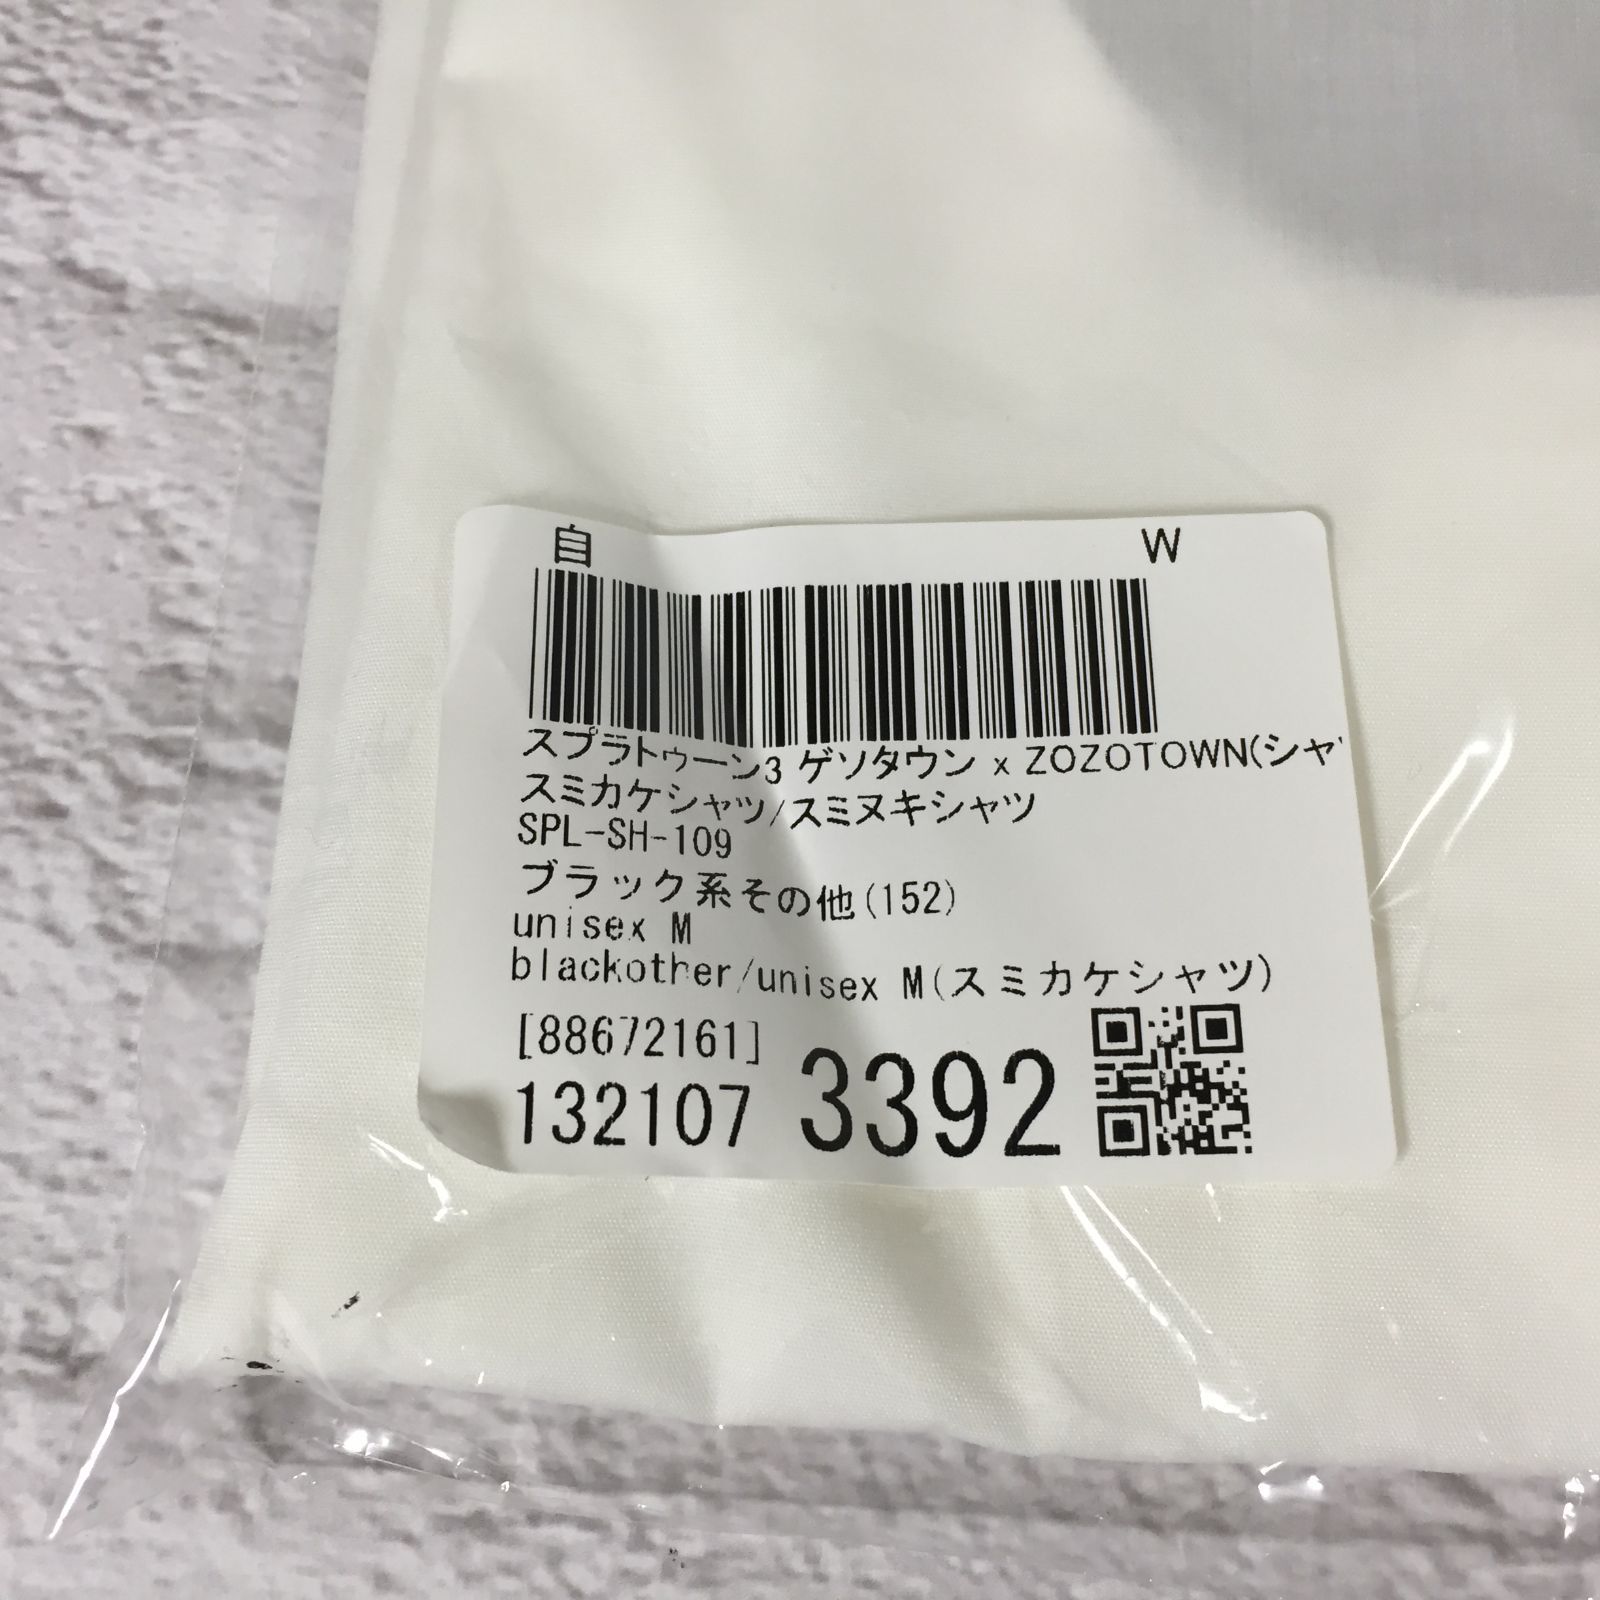 自 W
スプラトゥーン3 ゲソタウン x ZOZOTOWN(シャ
スミカケシャツ/スミヌキシャツ
SPL-SH-109
ブラック系その他(152)
unisex M
blackother/unisex M(スミカケシャツ)
[88672161]
132107 3392